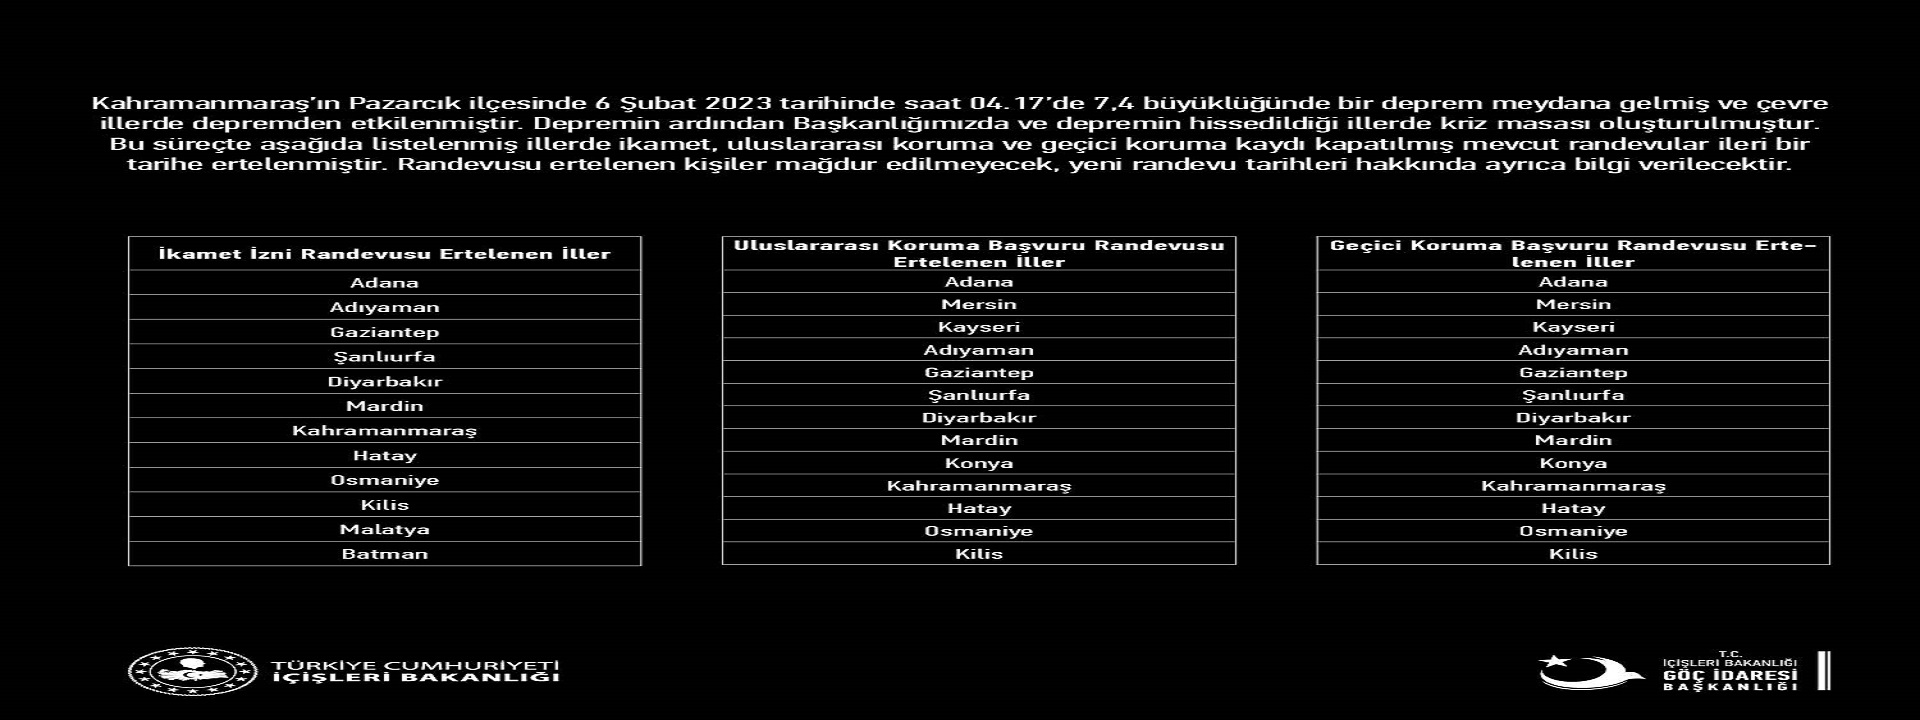 Kahramanmaraş'ın Pazarcık ilçesinde 6 Şubat 2023 tarihinde saat 04.17'de 7,4 büyüklüğünde bir deprem meydana gelmiş ve çevre
illerde depremden etkilenmiştir. Depremin ardından Başkanlığımızda ve depremin hissedildiği illerde kriz masası oluşturulmuştur.
Bu süreçte aşağıda listelenmiş illerde ikamet, uluslararası koruma ve geçici koruma kaydı kapatılmış mevcut randevular ileri bir
tarihe ertelenmiştir. Randevusu ertelenen kişiler mağdur edilmeyecek, yeni randevu tarihleri hakkında ayrıca bilgi verilecektir.
İkamet İzni Randevusu Ertelenen İller
Adana
Adıyaman
Gaziantep
Şanlıurfa
Diyarbakır
Mardin
Kahramanmaraş
Hatay
Osmaniye
Kilis
Malatya
Batman
Uluslararası Koruma Başvuru Randevusu
Ertelenen İller
Adana
Mersin
Kayseri
Adıyaman
Gaziantep
Şanlıurfa
Diyarbakır
Mardin
Konya
Kahramanmaraş
Hatay
Osmaniye
Kilis
Geçici Koruma Başvuru Randevusu Erte-
lenen İller
Adana
Mersin
Kayseri
Adıyaman
Gaziantep
Şanlıurfa
Diyarbakır
Mardin
Konya
Kahramanmaraş
Hatay
Osmaniye
Kilis
TÜRKİYE CUMHURİYETİ
İÇİŞLERİ BAKANLIĞI
T.C.
İÇİŞLERİ BAKANLIĞI
GÖÇ İDARESİ
BAŞKANLIĞI